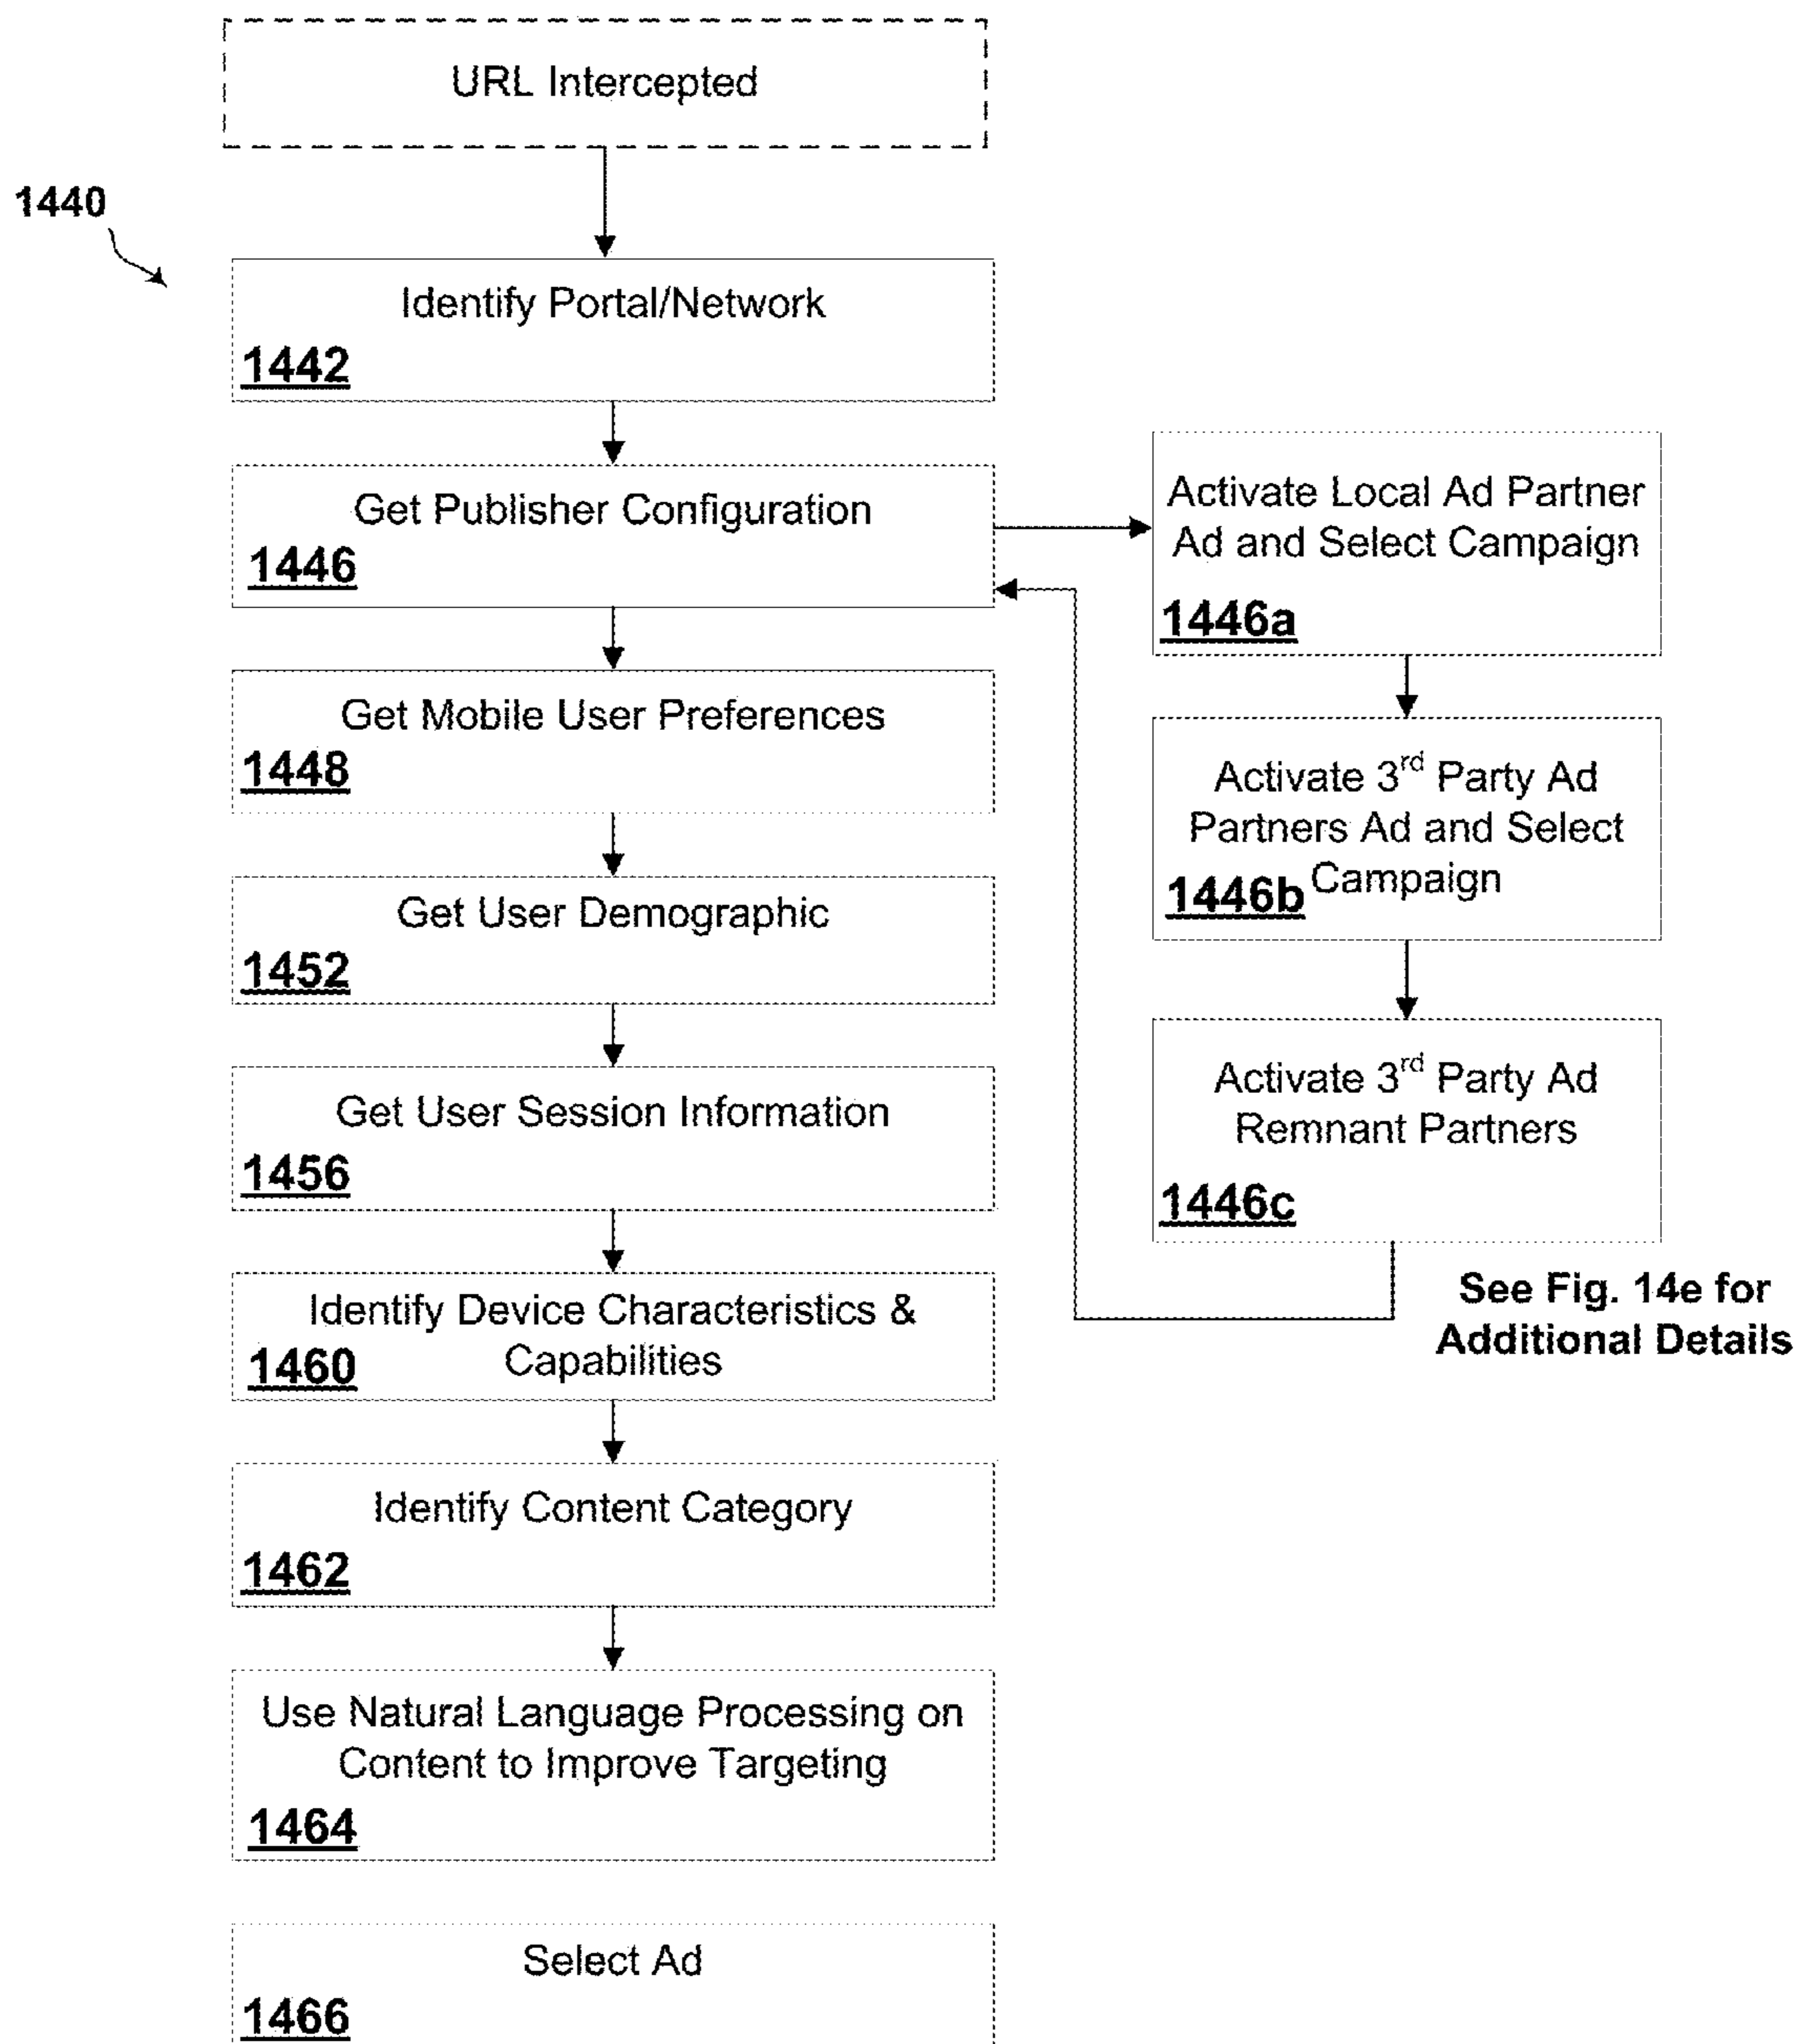 URL Intercepted
1440
Identify Portal/Network
1442
Get Publisher Configuration
1446
Activate Local Ad Partner
Ad and Select Campaign
1446a
Get Mobile User Preferences
1448
Activate 3rd Party Ad
Partners Ad and Select
1446b Campaign
Get User Demographic
1452
Get User Session Information
1456
Activate 3rd Party Ad
Remnant Partners
1446c
See Fig. 14e for
Additional Details
Identify Device Characteristics &
1460 Capabilities
Identify Content Category
1462
Use Natural Language Processing on
Content to Improve Targeting
1464
Select Ad
1466